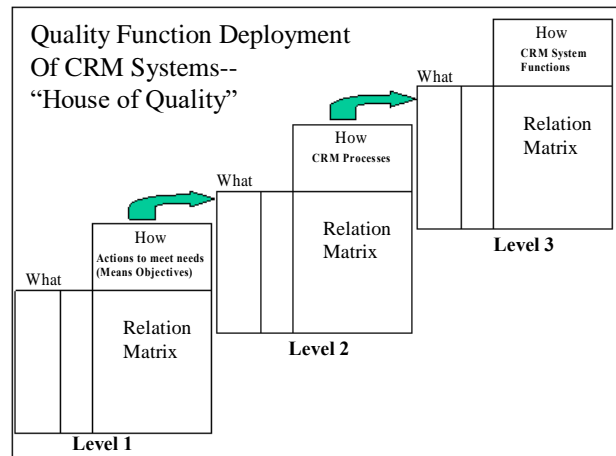 Quality Function Deployment
Of CRM Systems--
“House of Quality”
How
CRM System
Functions
What
Relation
Matrix
Level 3
How
CRM Processes
What
Relation
Matrix
Level 2
How
Actions to meet needs
(Means Objectives)
What
Relation
Matrix
Level 1